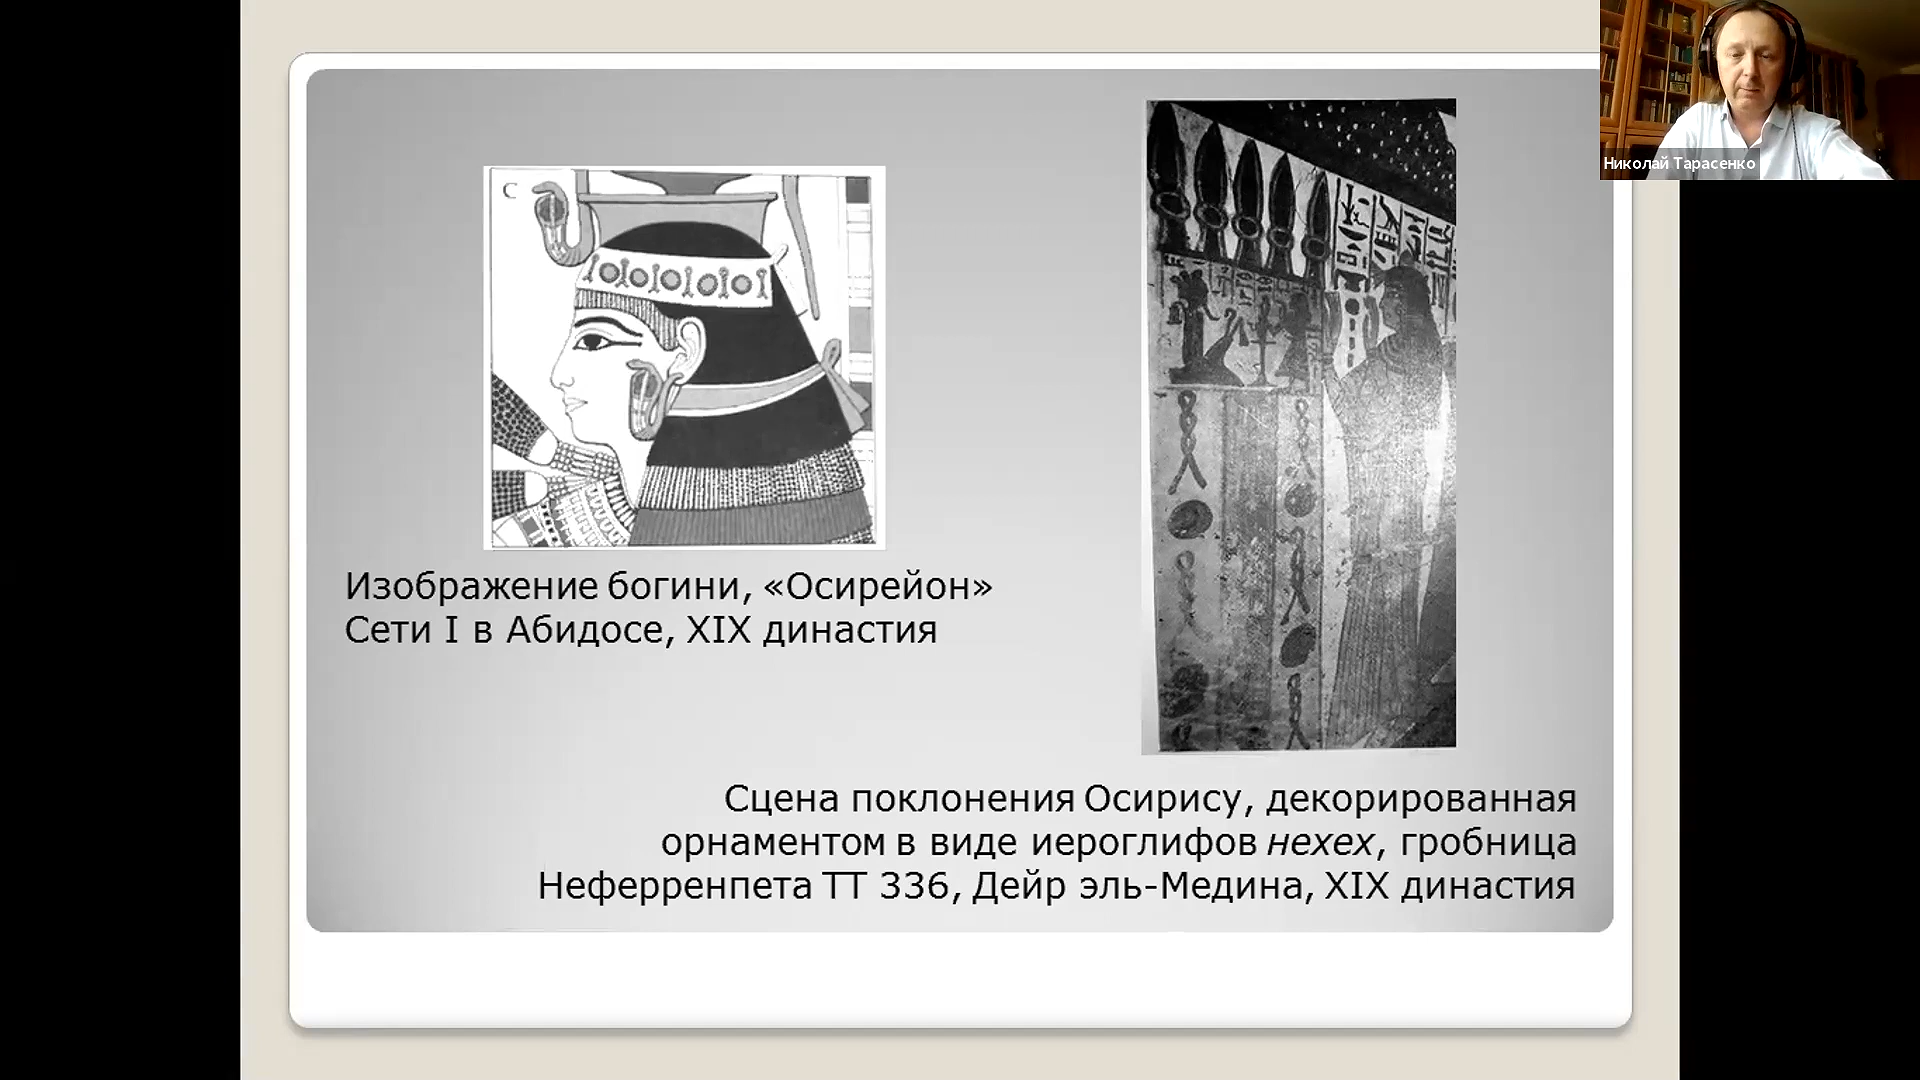 Николай Тарасенко
C
Изображение богини, «Осирейон»
Сети I в Абидосе, XIX династия
Сцена поклонения Осирису, декорированная
орнаментом в виде иероглифов нехех, гробница
Неферренпета ТТ 336, Дейр эль-Медина, XIX династия